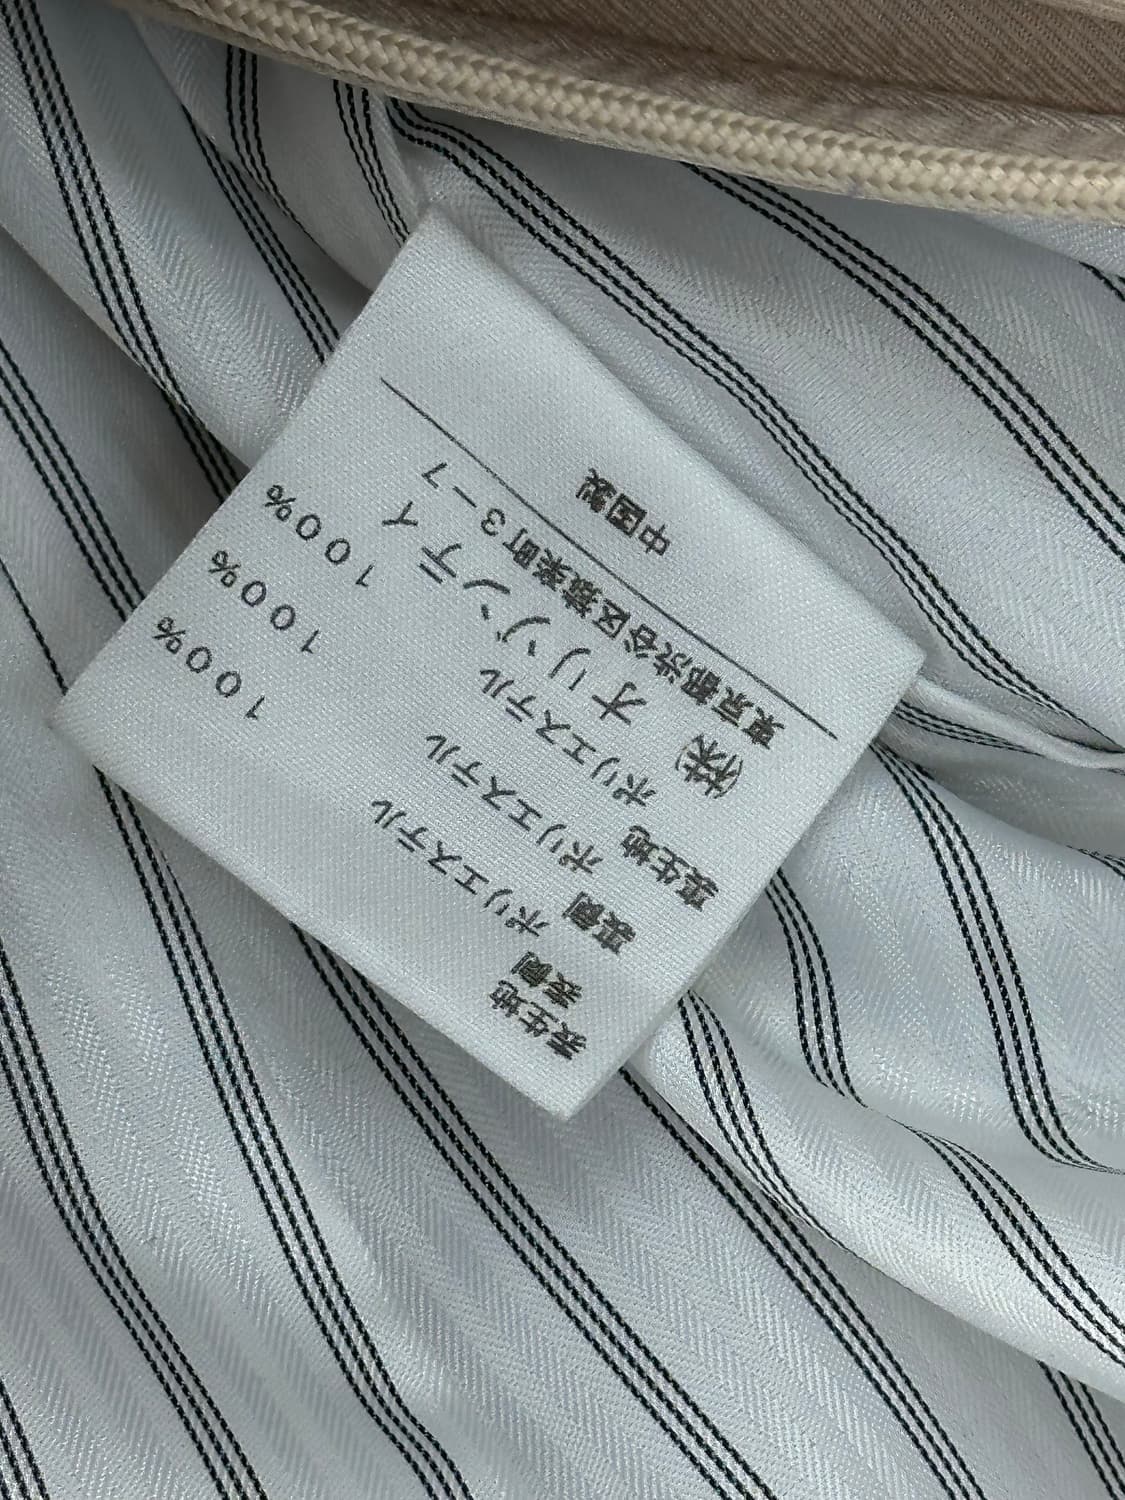 表生地
表側 ポリエステル 100%
裏側 ポリエステル 100%
裏生地 ポリエステル 100%
(株) オリゾンティ
東京都渋谷区猿楽町3-7
中国製